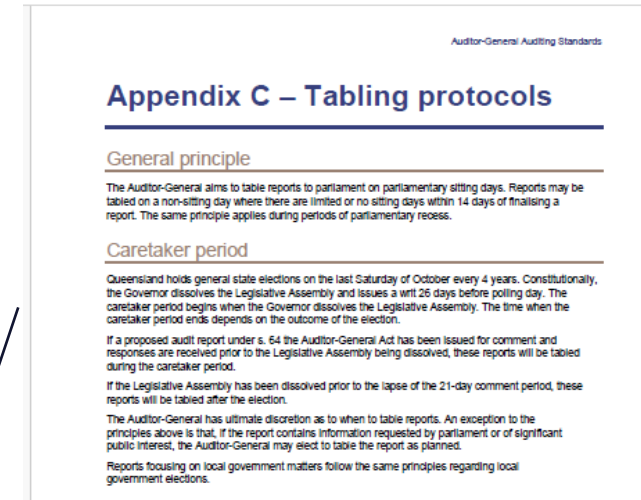 Auditor-General Auditing Standards
Appendix C – Tabling protocols
General principle
The Auditor-General aims to table reports to parliament on parliamentary sitting days. Reports may be
tabled on a non-sitting day where there are limited or no sitting days within 14 days of finalising a
report. The same principle applies during periods of parliamentary recess.
Caretaker period
Queensland holds general state elections on the last Saturday of October every 4 years. Constitutionally,
the Governor dissolves the Legislative Assembly and issues a writ 26 days before polling day. The
caretaker period begins when the Governor dissolves the Legislative Assembly. The time when the
caretaker period ends depends on the outcome of the election.
If a proposed audit report under s. 64 the Auditor-General Act has been issued for comment and
responses are received prior to the Legislative Assembly being dissolved, these reports will be tabled
during the caretaker period.
If the Legislative Assembly has been dissolved prior to the lapse of the 21-day comment period, these
reports will be tabled after the election.
The Auditor-General has ultimate discretion as to when to table reports. An exception to the
principles above is that, if the report contains information requested by parliament or of significant
public interest, the Auditor-General may elect to table the report as planned.
Reports focusing on local government matters follow the same principles regarding local
government elections.